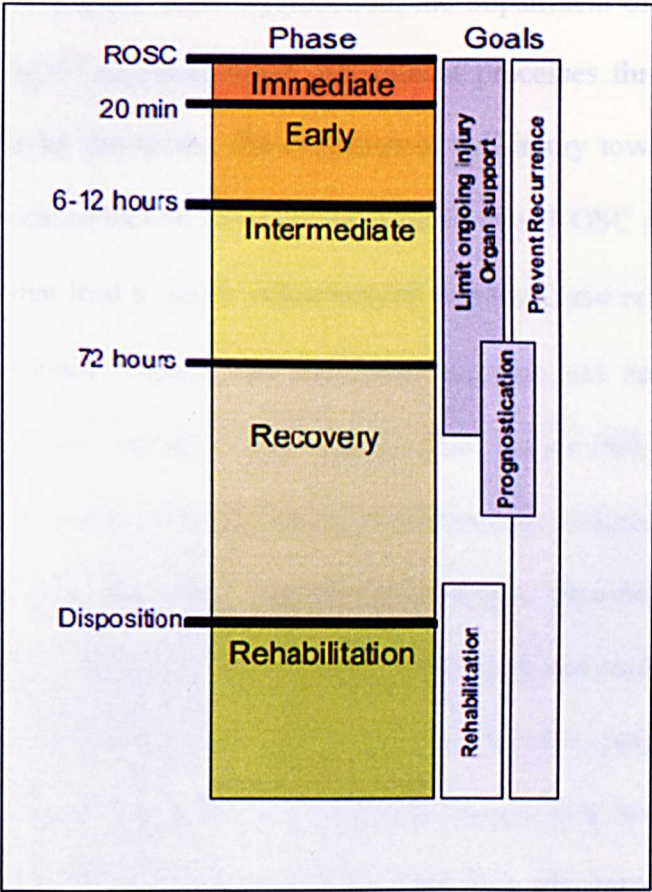 Phase Goals
ROSC
Immediate
20 min
Early
6-12 hours
Intermediate
72 hours
Recovery
Disposition
Rehabilitation
Limit ongoing Injury
Organ support
Prevent Recurrence
Prognostication
Rehabilitation